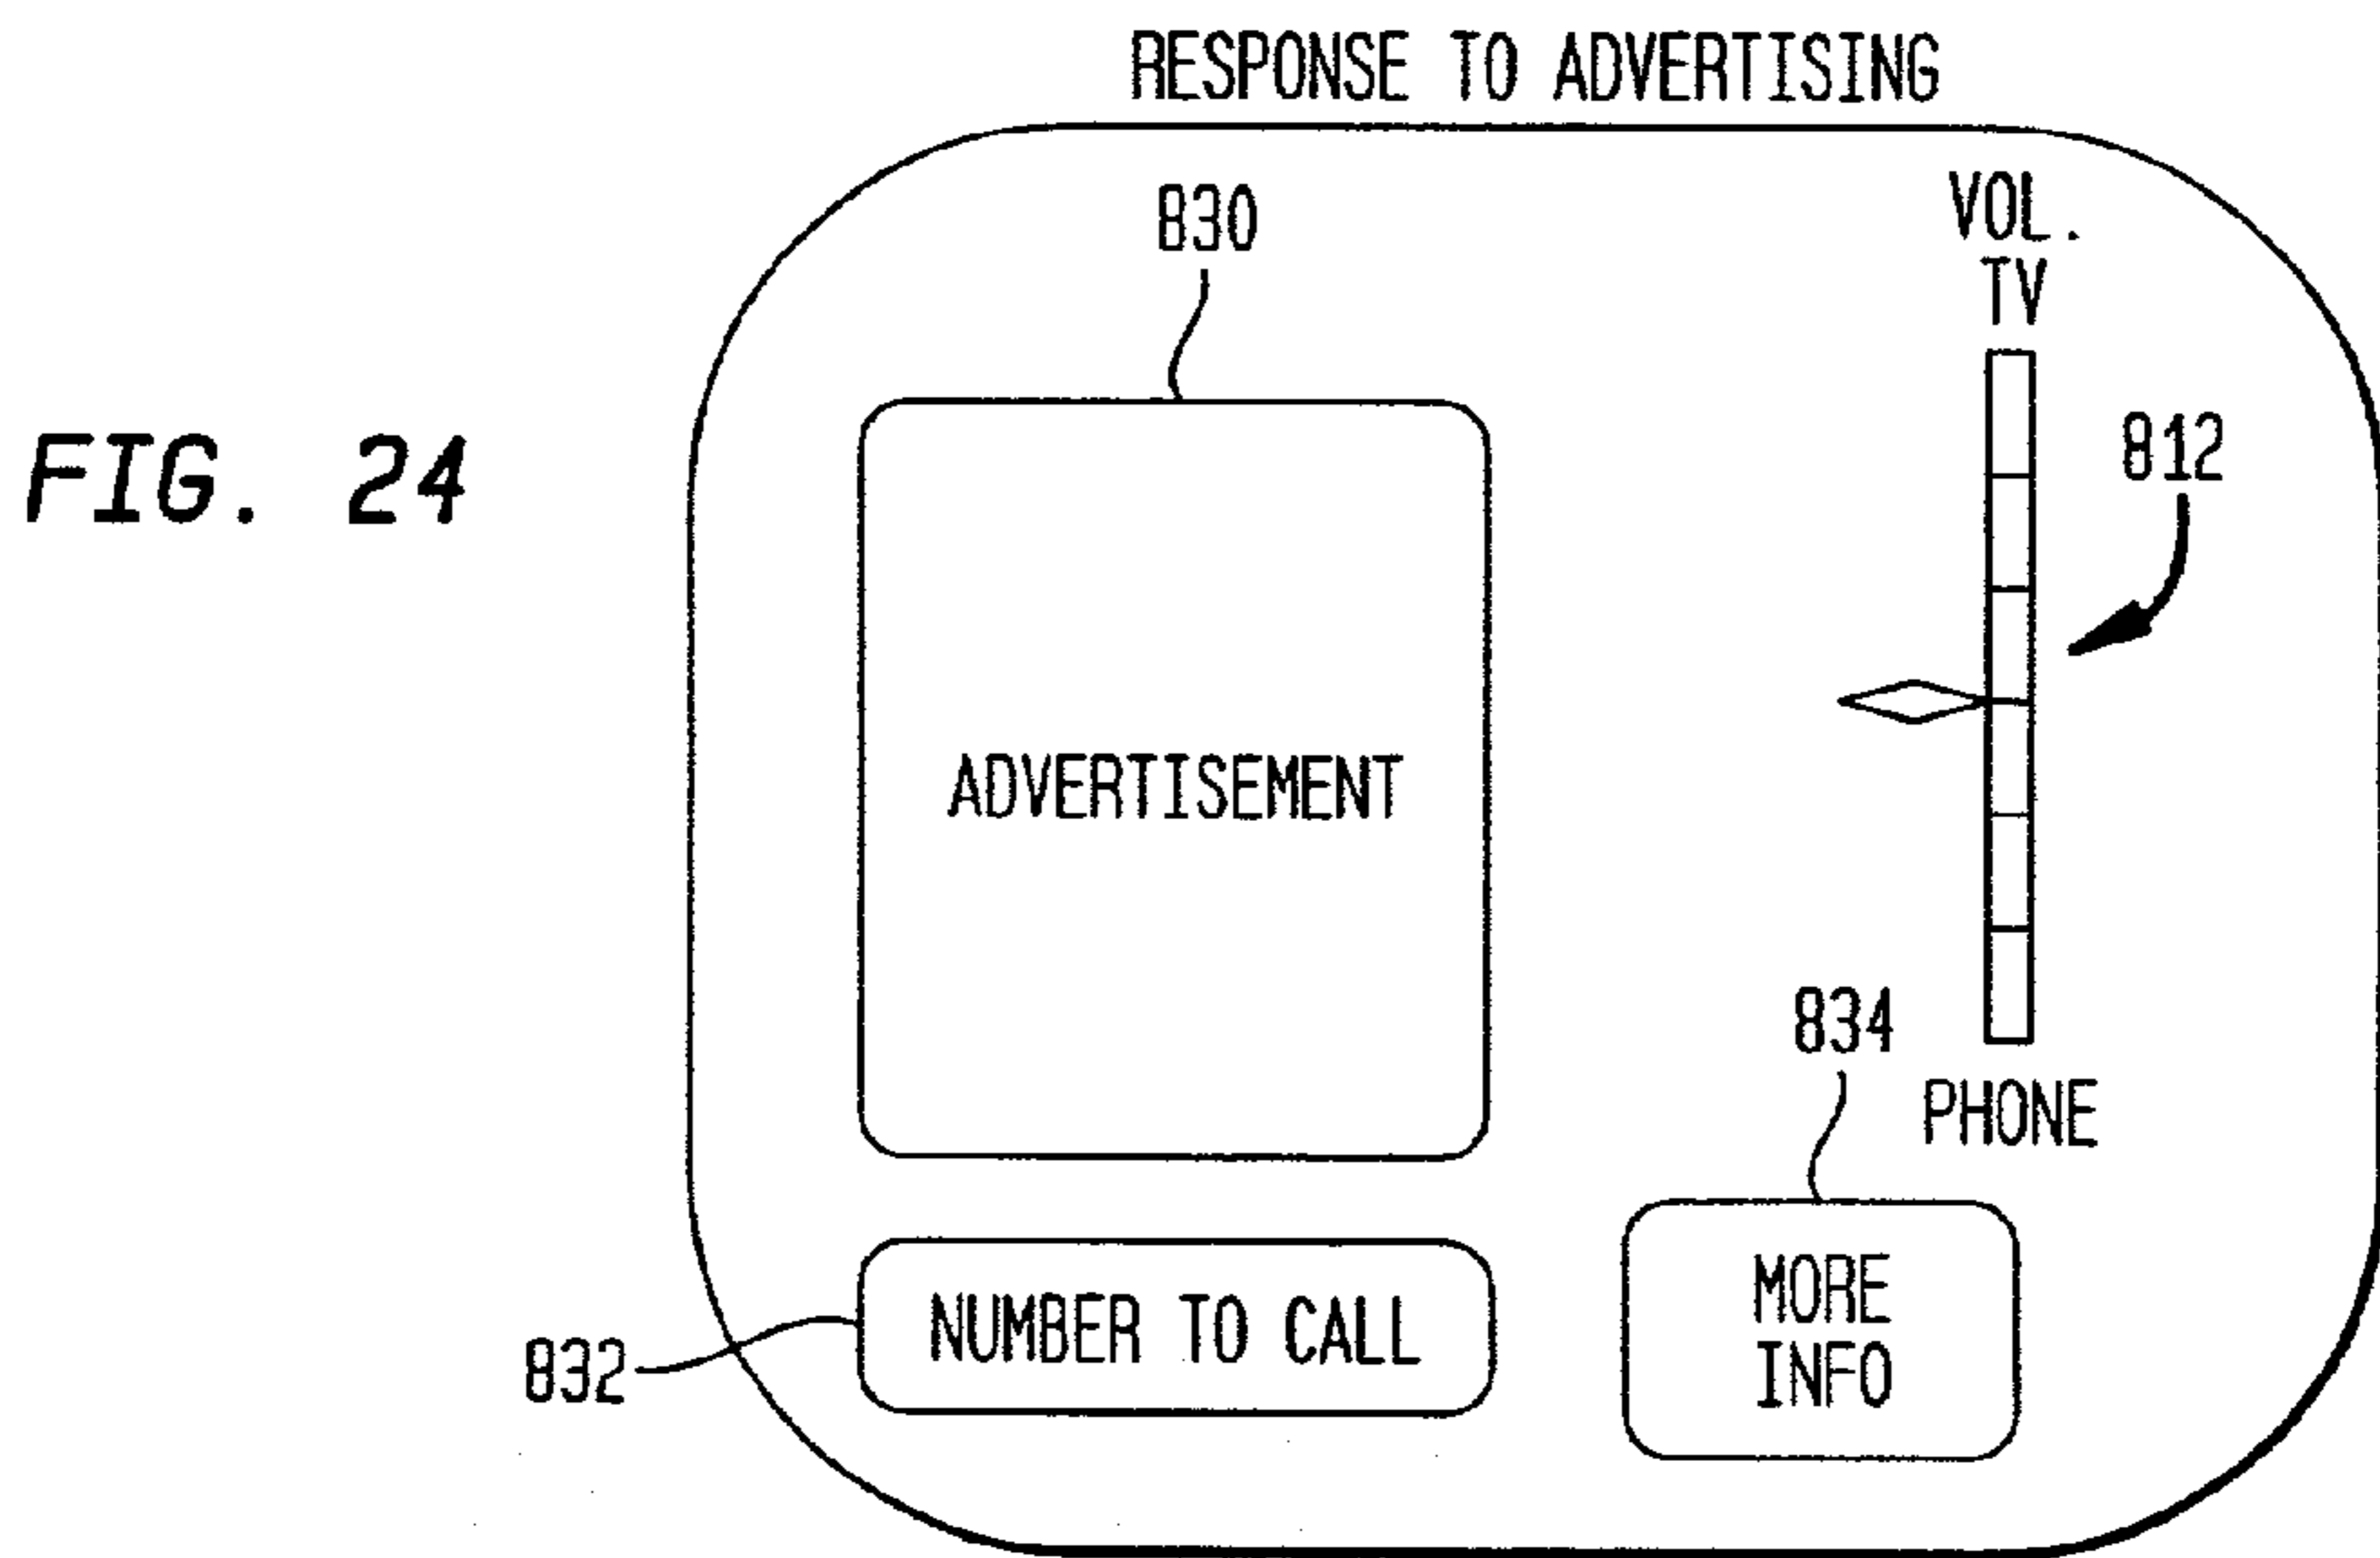 RESPONSE TO ADVERTISING
830
VOL.
TV
FIG. 24
812
ADVERTISEMENT
834
PHONE
832
NUMBER TO CALL
MORE
INFO